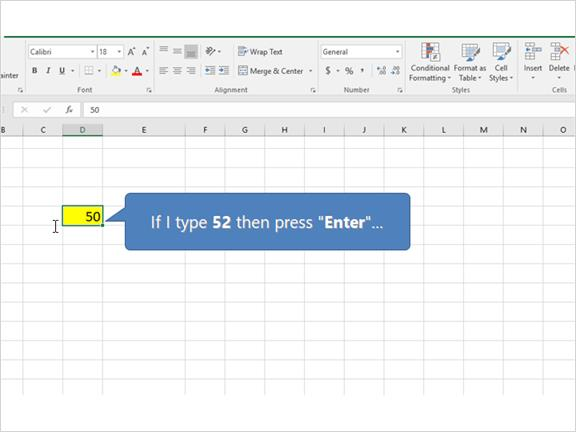 Calibri 18 A A Wrap Text General Conditional Format as Cell Insert Delete
ainter B I U A Merge & Center $ % , Formatting Table Styles
Font Alignment Number Styles Cells
fx 50
B C D E F G H I J K L M N O
50
If I type 52 then press "Enter"...